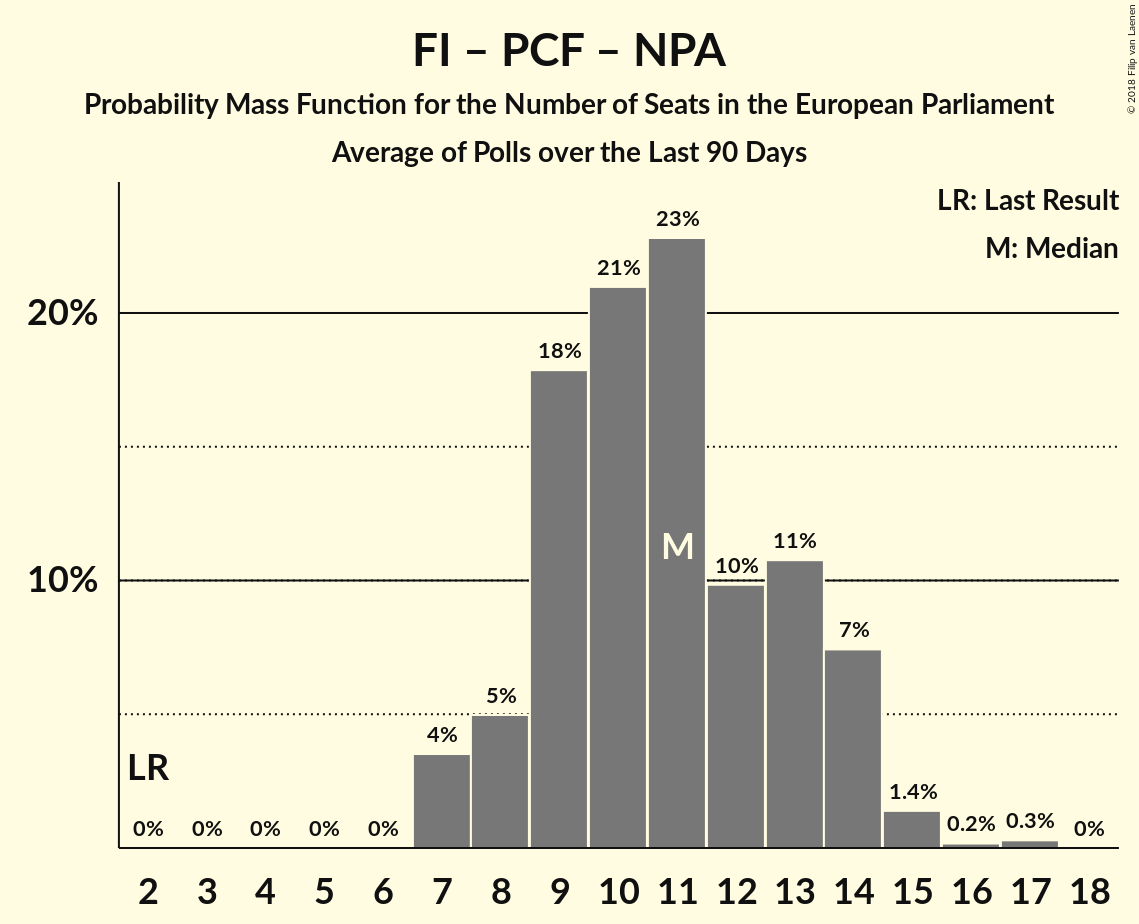 FI – PCF – NPA
Probability Mass Function for the Number of Seats in the European Parliament
Average of Polls over the Last 90 Days
© 2018 Filip van Laenen
LR: Last Result
M: Median
23%
21%
20%
18%
M
11%
10%
10%
7%
5%
4%
LR
1.4%
0% 0% 0% 0% 0% 0.2% 0.3% 0%
2 3 4 5 6 7 8 9 10 11 12 13 14 15 16 17 18